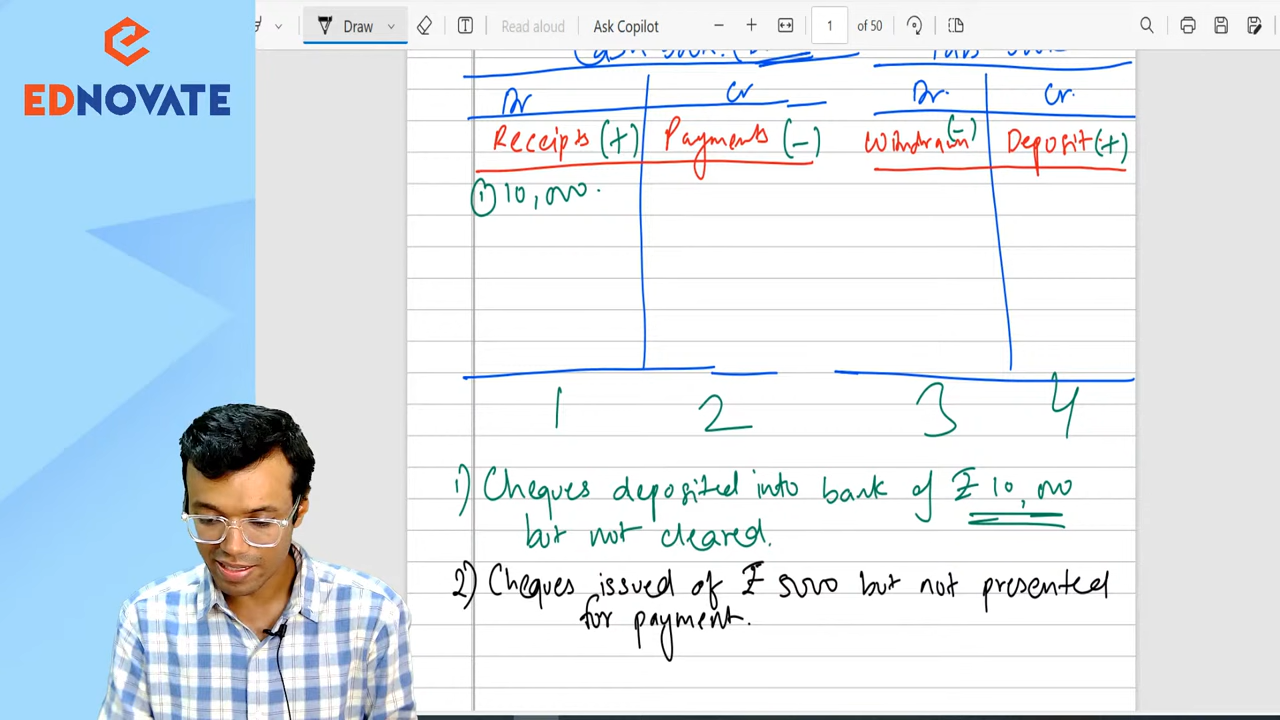 Draw
Read aloud
Ask Copilot
1
of 50
EDNOVATE
Dr
Cr
Dr.
Cr.
Receipts (+)
Payments (-)
Withdrawn (-)
Deposit (+)
① 10,000.
1
2
3
4
1) Cheques deposited into bank of ₹ 10,000
but not cleared.
2) Cheques issued of ₹ 5000 but not presented
for payment.